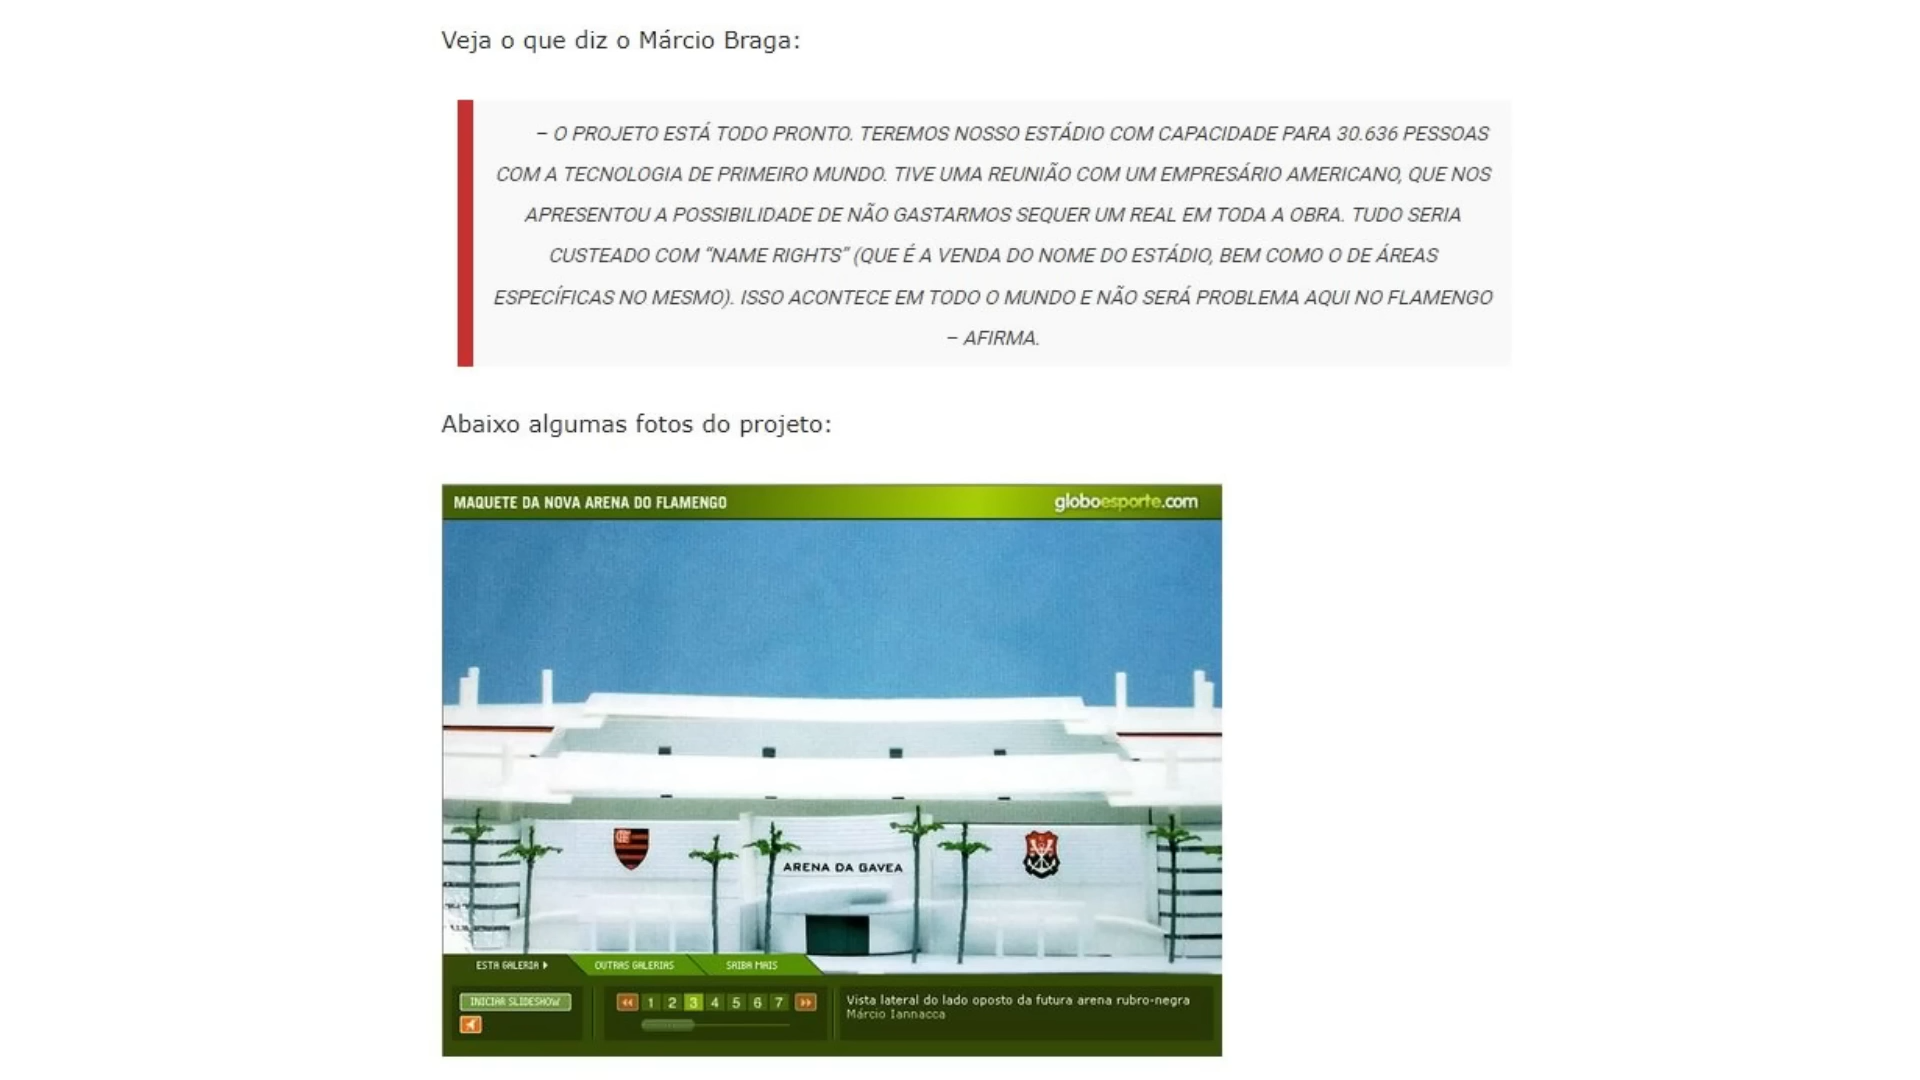 Veja o que diz o Márcio Braga:
– O PROJETO ESTÁ TODO PRONTO. TEREMOS NOSSO ESTÁDIO COM CAPACIDADE PARA 30.636 PESSOAS
COM A TECNOLOGIA DE PRIMEIRO MUNDO. TIVE UMA REUNIÃO COM UM EMPRESÁRIO AMERICANO, QUE NOS
APRESENTOU A POSSIBILIDADE DE NÃO GASTARMOS SEQUER UM REAL EM TODA A OBRA. TUDO SERIA
CUSTEADO COM “NAME RIGHTS” (QUE É A VENDA DO NOME DO ESTÁDIO, BEM COMO O DE ÁREAS
ESPECÍFICAS NO MESMO). ISSO ACONTECE EM TODO O MUNDO E NÃO SERÁ PROBLEMA AQUI NO FLAMENGO
– AFIRMA.
Abaixo algumas fotos do projeto:
MAQUETE DA NOVA ARENA DO FLAMENGO
globoesporte.com
ARENA DA GAVEA
ESTA GALERIA
OUTRAS GALERIAS
SAIBA MAIS
INICIAR SLIDESHOW
1 2 3 4 5 6 7
Vista lateral do lado oposto da futura arena rubro-negra
Márcio Iannacca